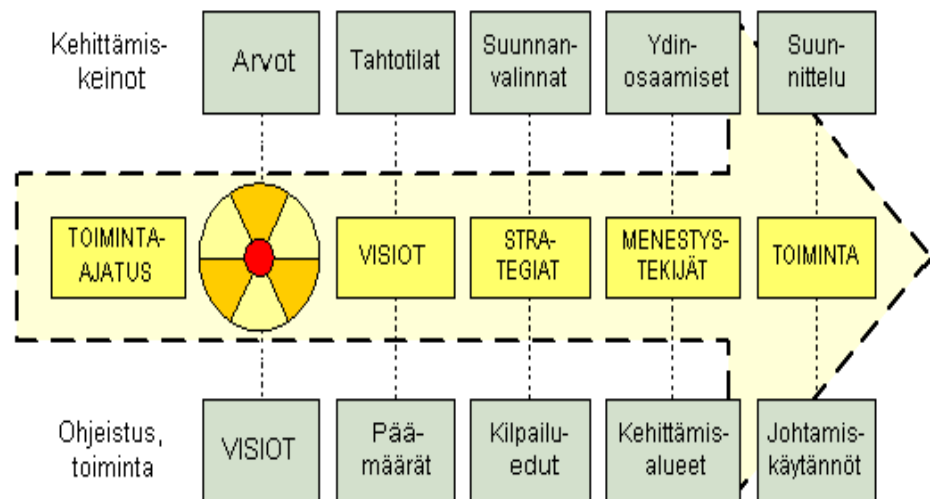 Kehittämis-
keinot
Arvot
Tahtotilat
Suunnan-
valinnat
Ydin-
osaamiset
Suun-
nittelu
TOIMINTA-
AJATUS
VISIOT
STRA-
TEGIAT
MENESTYS-
TEKIJÄT
TOIMINTA
Ohjeistus,
toiminta
VISIOT
Pää-
määrät
Kilpailu-
edut
Kehittämis-
alueet
Johtamis-
käytännöt